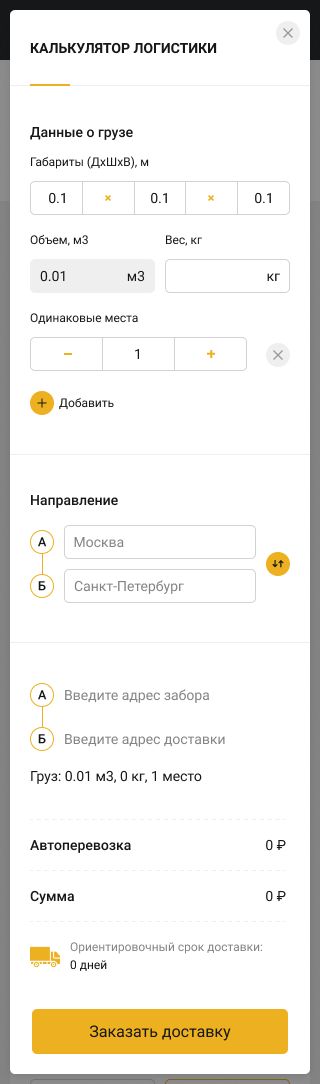 КАЛЬКУЛЯТОР ЛОГИСТИКИ
Данные о грузе
Габариты (ДхШхВ), м
0.1 × 0.1 × 0.1
Объем, м3 Вес, кг
0.01 м3 кг
Одинаковые места
− 1 +
Добавить
Направление
А Москва
Б Санкт-Петербург
А Введите адрес забора
Б Введите адрес доставки
Груз: 0.01 м3, 0 кг, 1 место
Автоперевозка 0 ₽
Сумма 0 ₽
Ориентировочный срок доставки:
0 дней
Заказать доставку